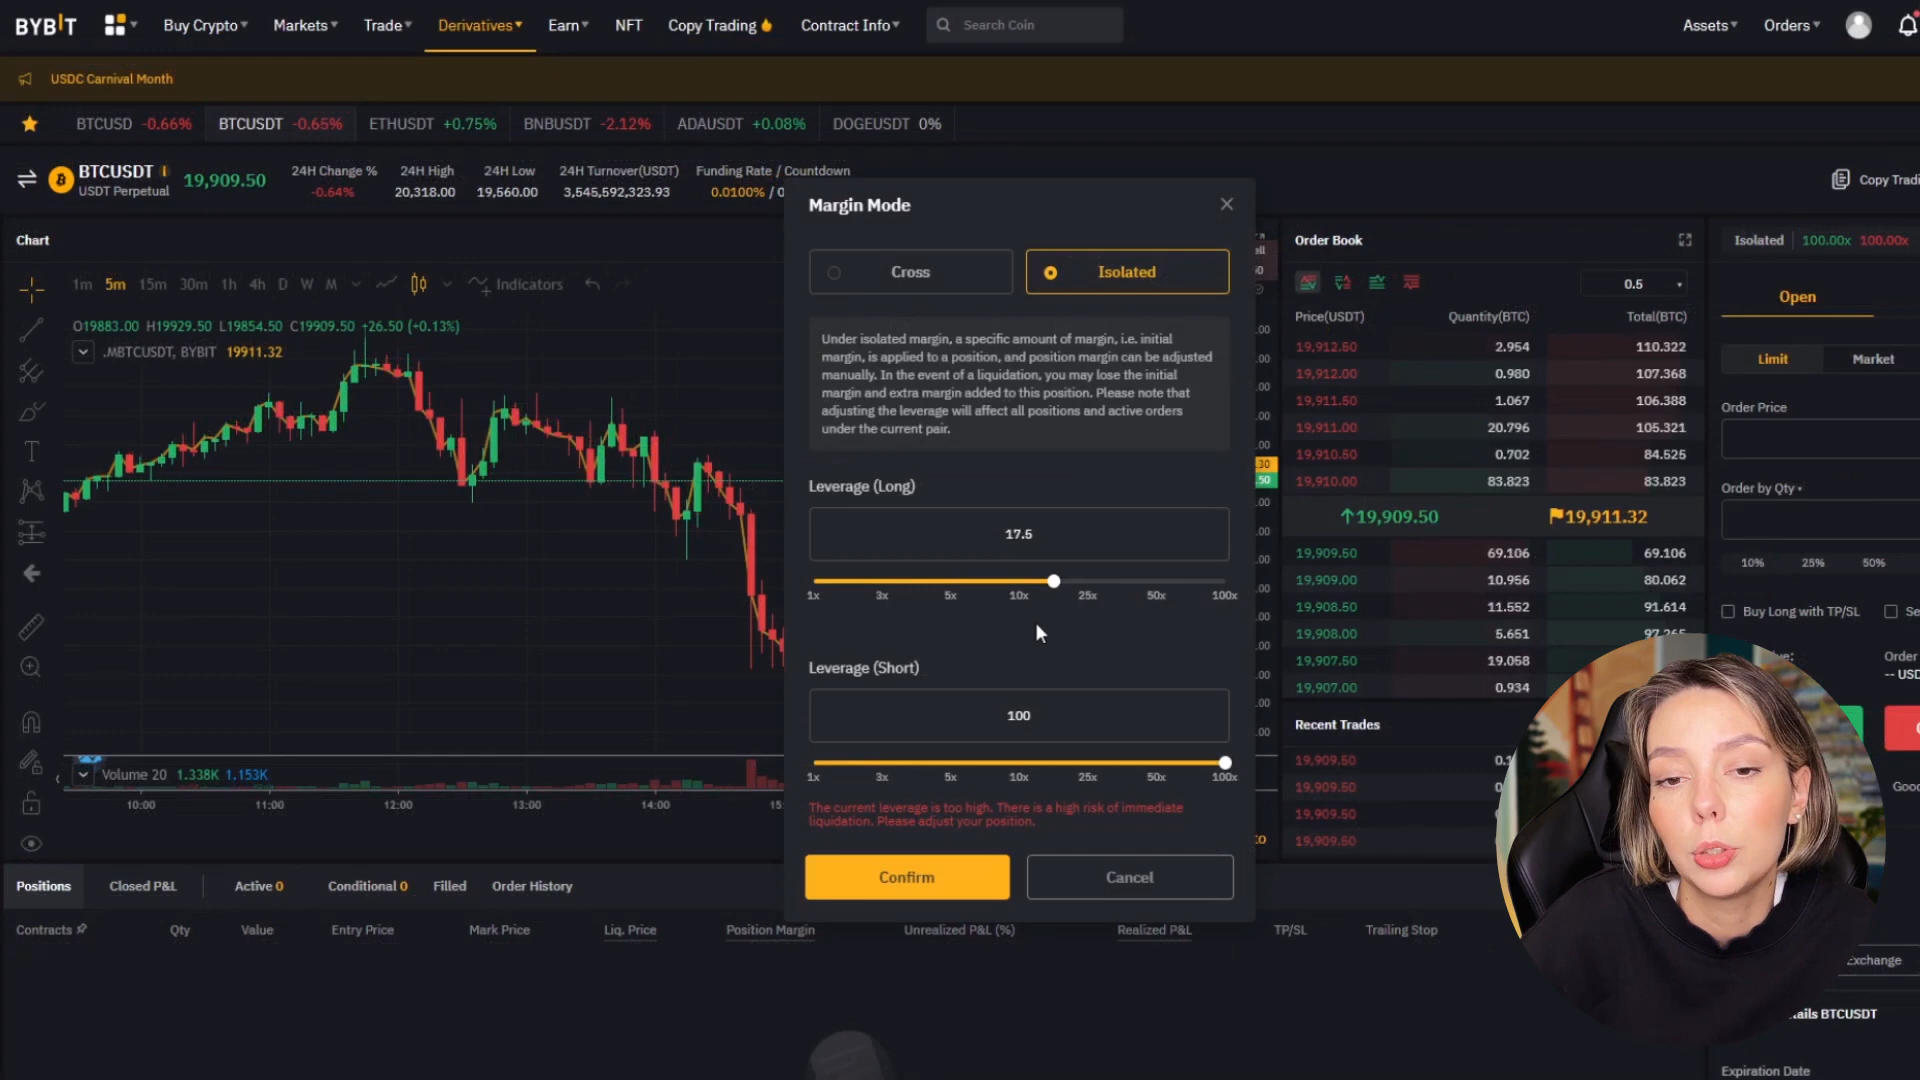 BYBIT
Buy Crypto
Markets
Trade
Derivatives
Earn
NFT
Copy Trading
Contract Info
Search Coin
Assets
Orders
USDC Carnival Month
BTCUSD -0.66%
BTCUSDT -0.65%
ETHUSDT +0.75%
BNBUSDT -2.12%
ADAUSDT +0.08%
DOGEUSDT 0%
BTCUSDT
USDT Perpetual
19,909.50
24H Change %
-0.64%
24H High
20,318.00
24H Low
19,560.00
24H Turnover(USDT)
3,545,592,323.93
Funding Rate / Countdown
0.0100% / 0
Copy Tradi
Chart
1m 5m 15m 30m 1h 4h D W M
Indicators
O19883.00 H19929.50 L19854.50 C19909.50 +26.50 (+0.13%)
.MBTCUSDT, BYBIT 19911.32
Volume 20 1.338K 1.153K
10:00 11:00 12:00 13:00 14:00 15:
Margin Mode
Cross
Isolated
Under isolated margin, a specific amount of margin, i.e. initial
margin, is applied to a position, and position margin can be adjusted
manually. In the event of a liquidation, you may lose the initial
margin and extra margin added to this position. Please note that
adjusting the leverage will affect all positions and active orders
under the current pair.
Leverage (Long)
17.5
1x 3x 5x 10x 25x 50x 100x
Leverage (Short)
100
1x 3x 5x 10x 25x 50x 100x
The current leverage is too high. There is a high risk of immediate
liquidation. Please adjust your position.
Confirm
Cancel
Order Book
0.5
Price(USDT) Quantity(BTC) Total(BTC)
19,912.50 2.954 110.322
19,912.00 0.980 107.368
19,911.50 1.067 106.388
19,911.00 20.796 105.321
19,910.50 0.702 84.525
19,910.00 83.823 83.823
19,909.50 19,911.32
19,909.50 69.106 69.106
19,909.00 10.956 80.062
19,908.50 11.552 91.614
19,908.00 5.651 97.265
19,907.50 19.058
19,907.00 0.934
Recent Trades
19,909.50 0.1
19,909.50
19,909.50
19,909.50
Isolated 100.00x 100.00x
Open
Limit
Market
Order Price
Order by Qty
10% 25% 50%
Buy Long with TP/SL
Se
Order
-- USD
Goo
Exchange
ails BTCUSDT
Expiration Date
Positions
Closed P&L
Active 0
Conditional 0
Filled
Order History
Contracts
Qty
Value
Entry Price
Mark Price
Liq. Price
Position Margin
Unrealized P&L (%)
Realized P&L
TP/SL
Trailing Stop